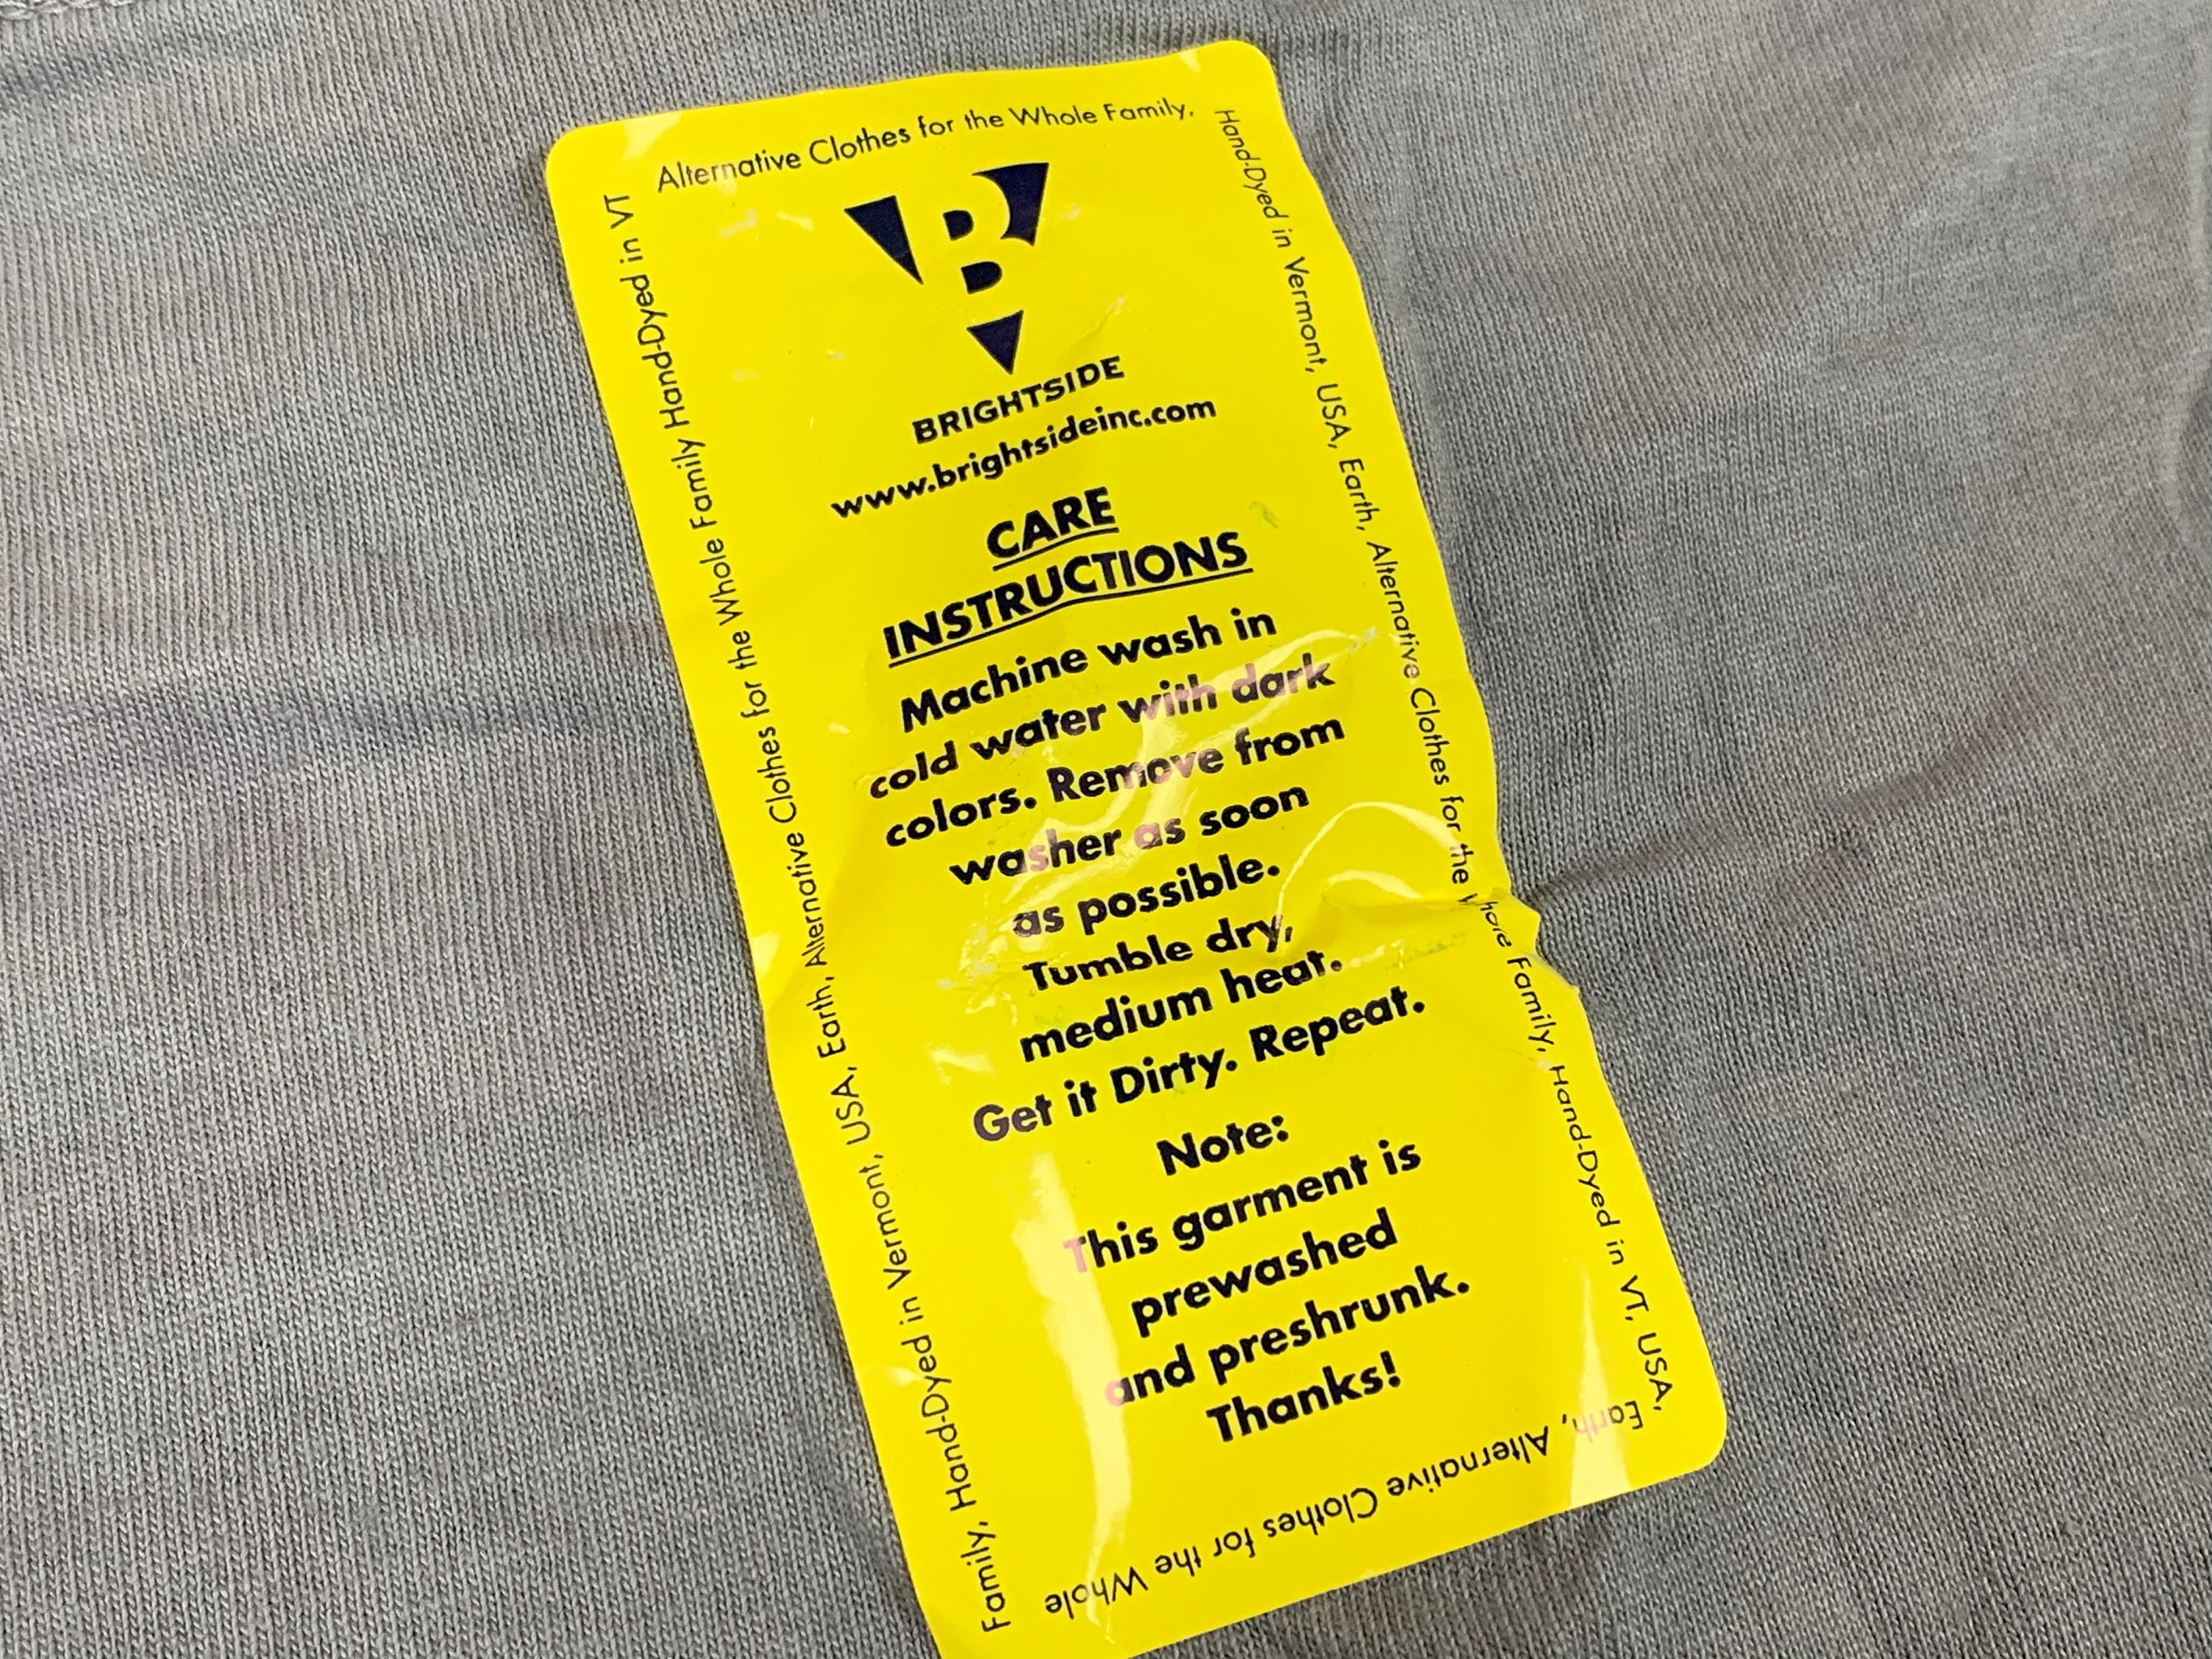 Alternative Clothes for the Whole Family,
Hand-Dyed in Vermont, USA, Earth, Alternative Clothes for the Whole Family, Hand-Dyed in VT, USA,
Earth, Alternative Clothes for the Whole
Family, Hand-Dyed in Vermont, USA, Earth, Alternative Clothes for the Whole Family Hand-Dyed in VT
B
BRIGHTSIDE
www.brightsideinc.com
CARE
INSTRUCTIONS
Machine wash in
cold water with dark
colors. Remove from
washer as soon
as possible.
Tumble dry,
medium heat.
Get it Dirty. Repeat.
Note:
This garment is
prewashed
and preshrunk.
Thanks!